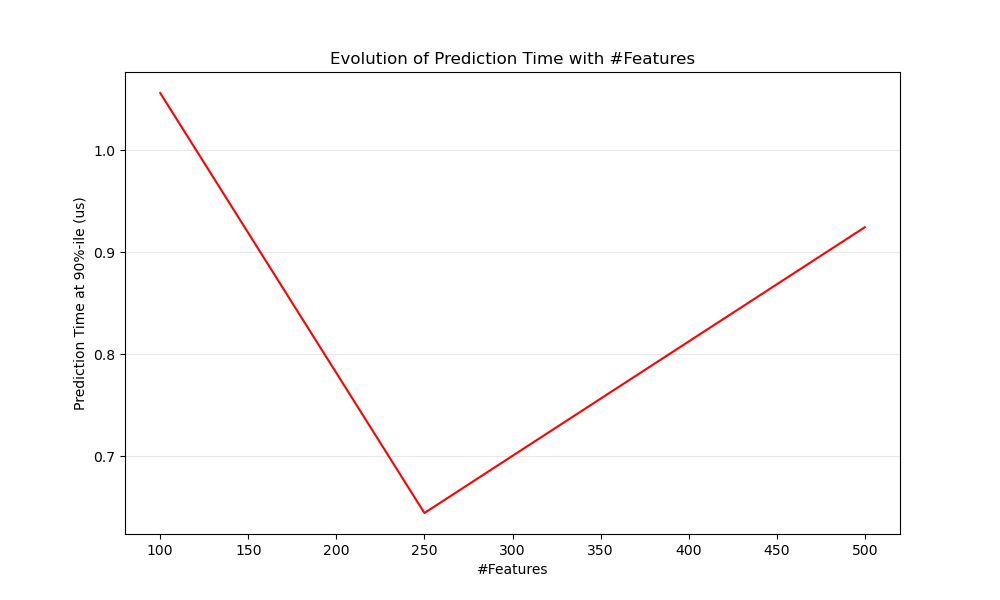 Evolution of Prediction Time with #Features
Prediction Time at 90%-ile (us)
1.0
0.9
0.8
0.7
100 150 200 250 300 350 400 450 500
#Features